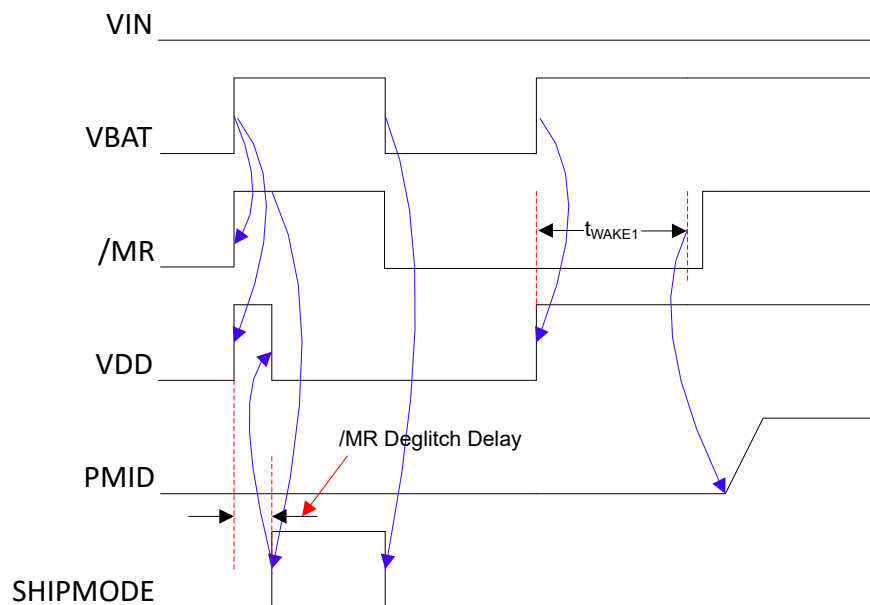 VIN
VBAT
/MR
tWAKE1
VDD
/MR Deglitch Delay
PMID
SHIPMODE